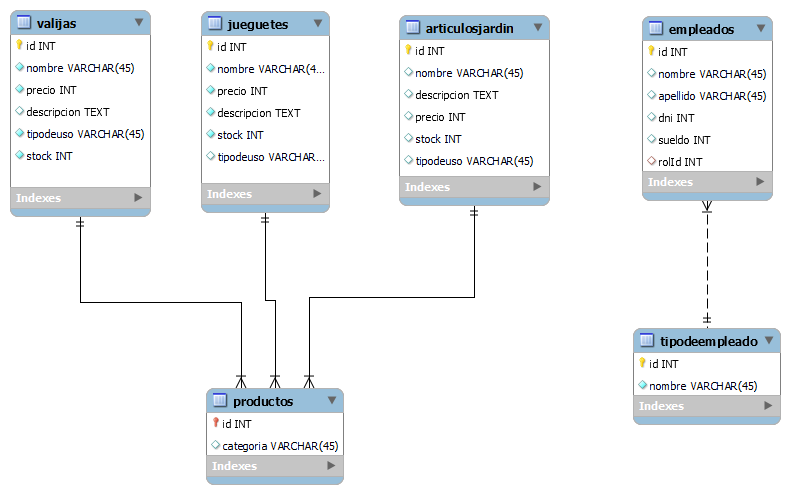 valijas
id INT
nombre VARCHAR(45)
precio INT
descripcion TEXT
tipodeuso VARCHAR(45)
stock INT
Indexes
jueguetes
id INT
nombre VARCHAR(4...
precio INT
descripcion TEXT
stock INT
tipodeuso VARCHAR...
Indexes
articulosjardin
id INT
nombre VARCHAR(45)
descripcion TEXT
precio INT
stock INT
tipodeuso VARCHAR(45)
Indexes
empleados
id INT
nombre VARCHAR(45)
apellido VARCHAR(45)
dni INT
sueldo INT
rolId INT
Indexes
productos
id INT
categoria VARCHAR(45)
Indexes
tipodeempleado
id INT
nombre VARCHAR(45)
Indexes